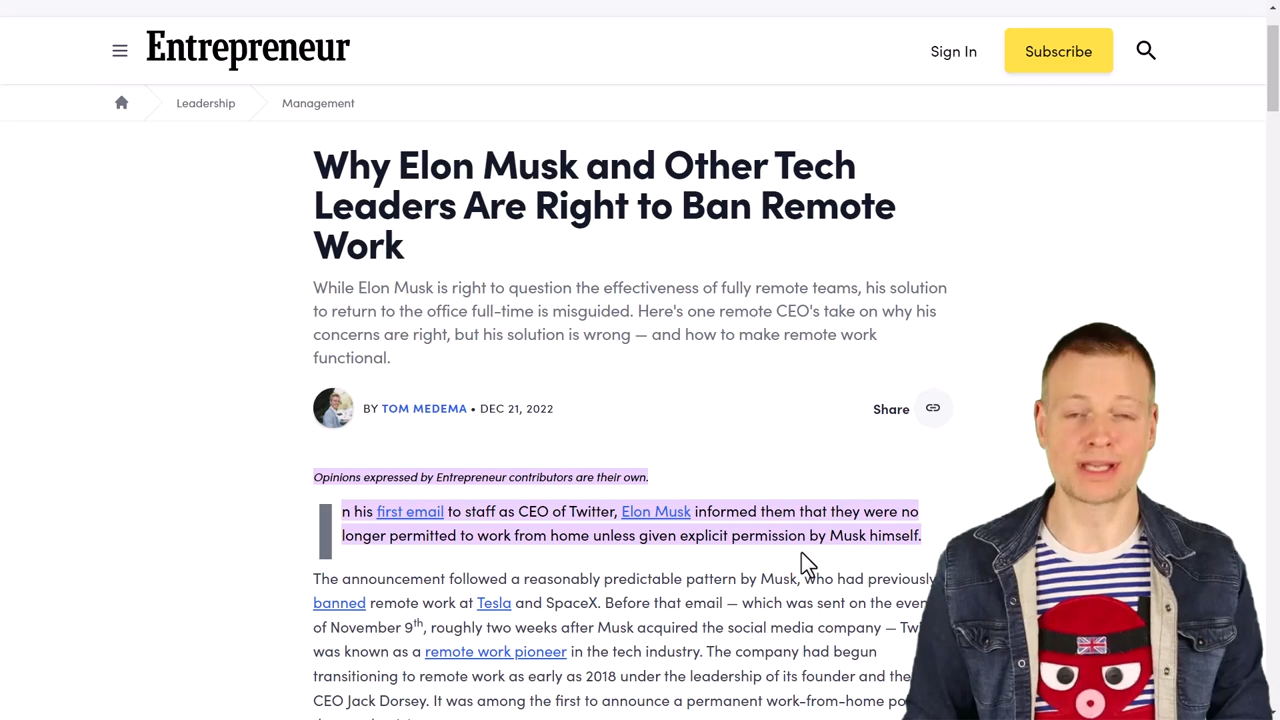 Entrepreneur
Sign In
Subscribe
Leadership
Management
Why Elon Musk and Other Tech
Leaders Are Right to Ban Remote
Work
While Elon Musk is right to question the effectiveness of fully remote teams, his solution
to return to the office full-time is misguided. Here's one remote CEO's take on why his
concerns are right, but his solution is wrong — and how to make remote work
functional.
BY TOM MEDEMA • DEC 21, 2022
Share
Opinions expressed by Entrepreneur contributors are their own.
In his first email to staff as CEO of Twitter, Elon Musk informed them that they were no
longer permitted to work from home unless given explicit permission by Musk himself.
The announcement followed a reasonably predictable pattern by Musk, who had previously
banned remote work at Tesla and SpaceX. Before that email — which was sent on the
of November 9th, roughly two weeks after Musk acquired the social media company —
was known as a remote work pioneer in the tech industry. The company had begun
transitioning to remote work as early as 2018 under the leadership of its founder and
CEO Jack Dorsey. It was among the first to announce a permanent work-from-home